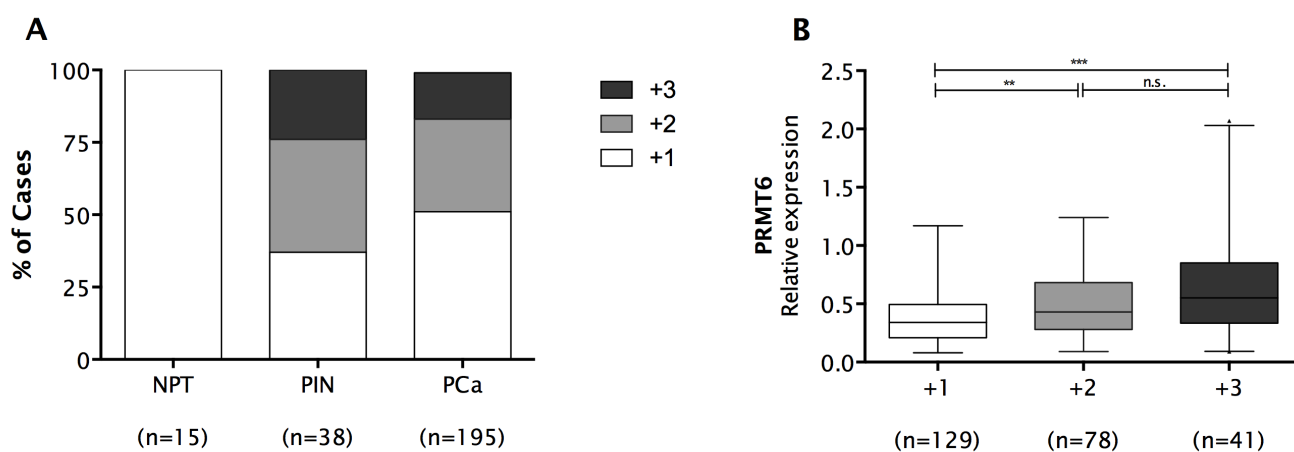 A
% of Cases
100
75
50
25
0
NPT
PIN
PCa
(n=15)
(n=38)
(n=195)
+3
+2
+1
B
PRMT6
Relative expression
2.5
2.0
1.5
1.0
0.5
0.0
***
**
n.s.
+1
+2
+3
(n=129)
(n=78)
(n=41)